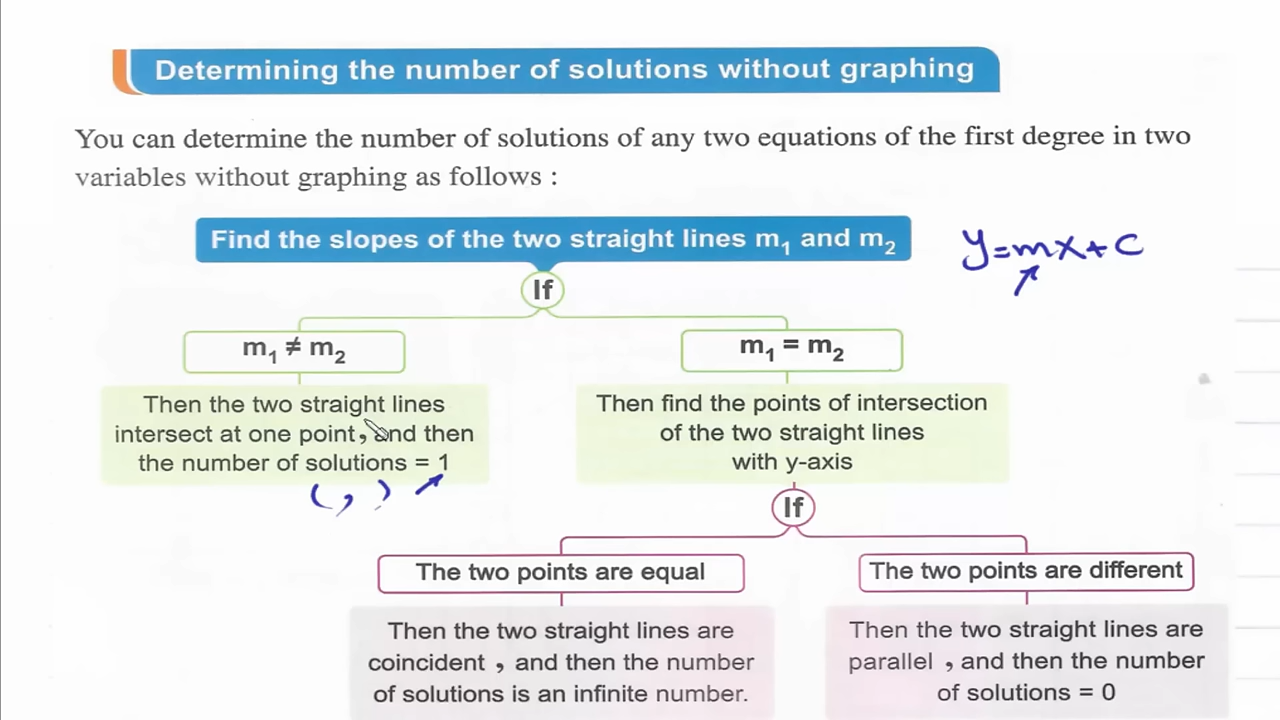 Determining the number of solutions without graphing
You can determine the number of solutions of any two equations of the first degree in two
variables without graphing as follows :
Find the slopes of the two straight lines m₁ and m₂
y=mx+c
If
m₁ ≠ m₂
m₁ = m₂
Then the two straight lines
intersect at one point, and then
the number of solutions = 1
( , )
Then find the points of intersection
of the two straight lines
with y-axis
If
The two points are equal
The two points are different
Then the two straight lines are
coincident , and then the number
of solutions is an infinite number.
Then the two straight lines are
parallel , and then the number
of solutions = 0